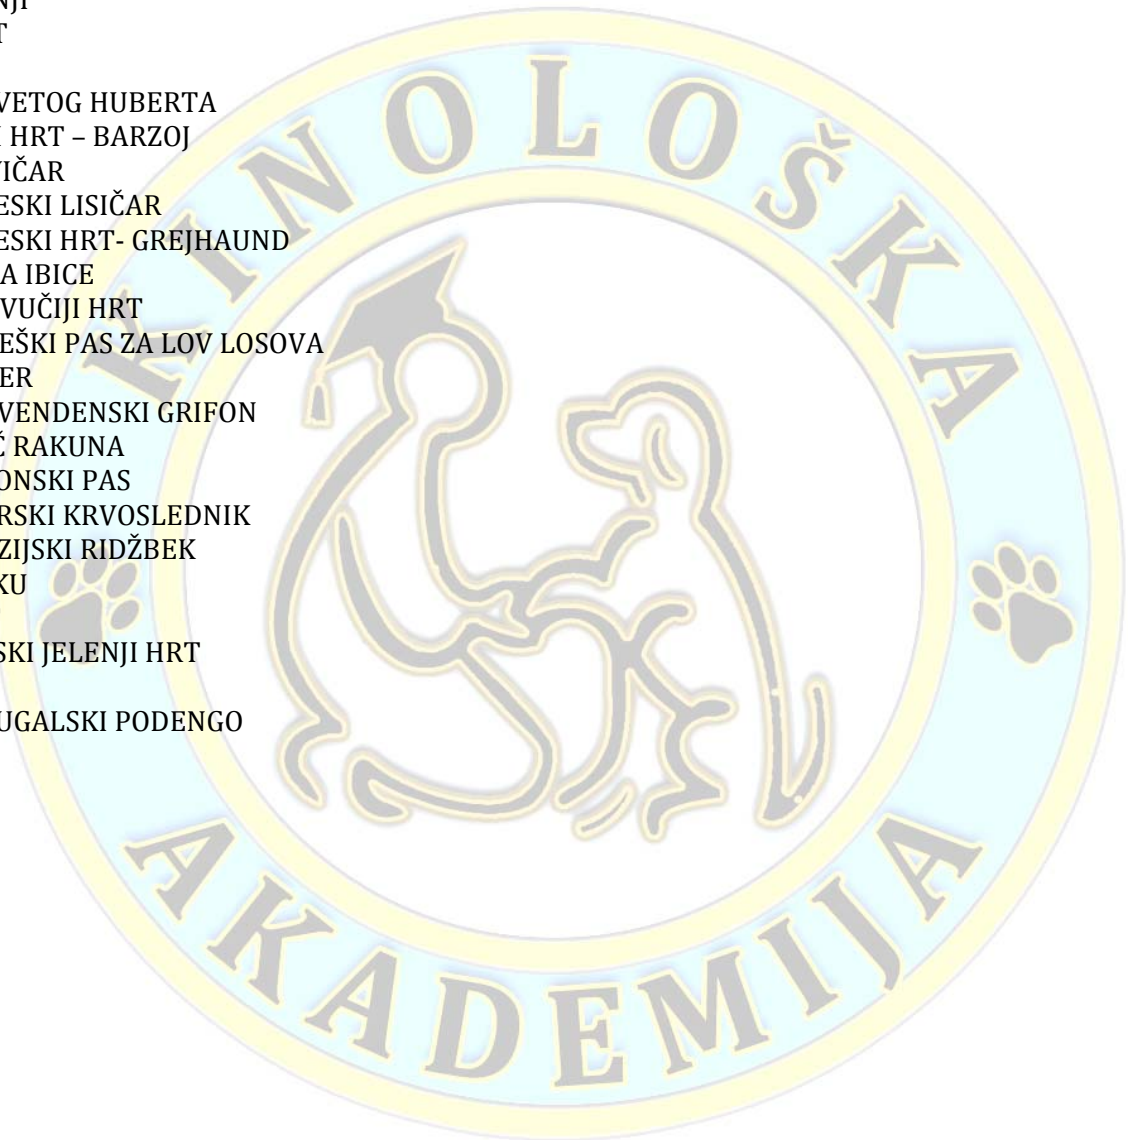 T
VETOG HUBERTA
HRT – BARZOJ
VIČAR
ESKI LISIČAR
ESKI HRT- GREJHAUND
A IBICE
VUČIJI HRT
EŠKI PAS ZA LOV LOSOVA
ER
VENDENSKI GRIFON
RAKUNA
ONSKI PAS
RSKI KRVOSLEDNIK
ZIJSKI RIDŽBEK
KU
SKI JELENJI HRT
UGALSKI PODENGO
KINOLOŠKA
AKADEMIJA